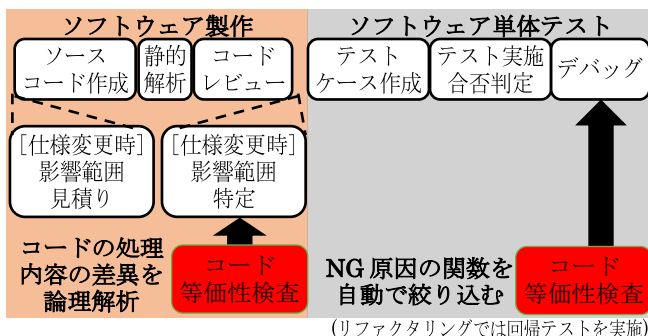 ソフトウェア製作
ソース
コード作成
静的
解析
コード
レビュー
[仕様変更時]
影響範囲
見積り
[仕様変更時]
影響範囲
特定
コードの処理
内容の差異を
論理解析
コード
等価性検査
ソフトウェア単体テスト
テスト
ケース作成
テスト実施
合否判定
デバッグ
NG 原因の関数を
自動で絞り込む
コード
等価性検査
(リファクタリングでは回帰テストを実施)